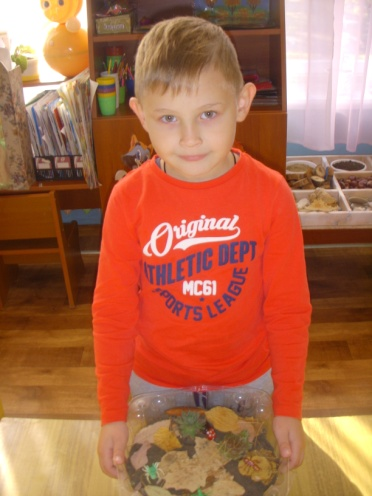 Original
ATHLETIC DEPT
MC61
SPORTS LEAGUE